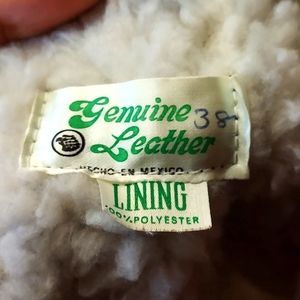 Genuine 38
Leather
HECHO EN MEXICO
LINING
100% POLYESTER